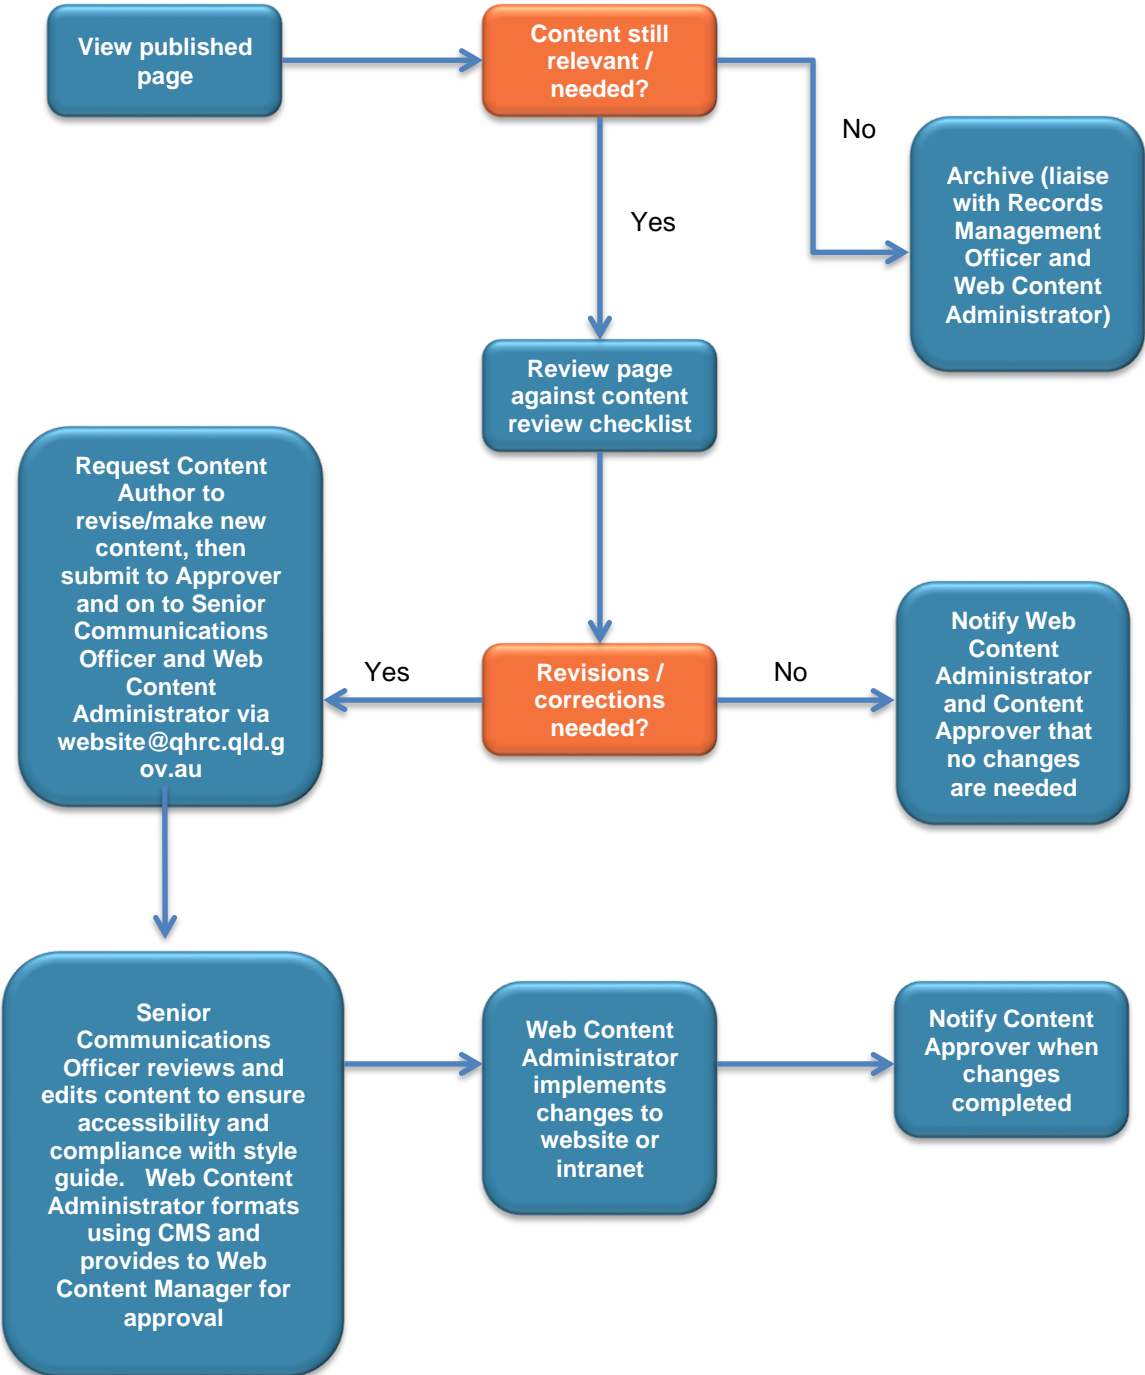 View published
page
Content still
relevant /
needed?
No
Archive (liaise
with Records
Management
Officer and
Web Content
Administrator)
Yes
Review page
against content
review checklist
Request Content
Author to
revise/make new
content, then
submit to Approver
and on to Senior
Communications
Officer and Web
Content
Administrator via
website@qhrc.qld.g
ov.au
Yes
Revisions /
corrections
needed?
No
Notify Web
Content
Administrator
and Content
Approver that
no changes
are needed
Senior
Communications
Officer reviews and
edits content to ensure
accessibility and
compliance with style
guide.   Web Content
Administrator formats
using CMS and
provides to Web
Content Manager for
approval
Web Content
Administrator
implements
changes to
website or
intranet
Notify Content
Approver when
changes
completed